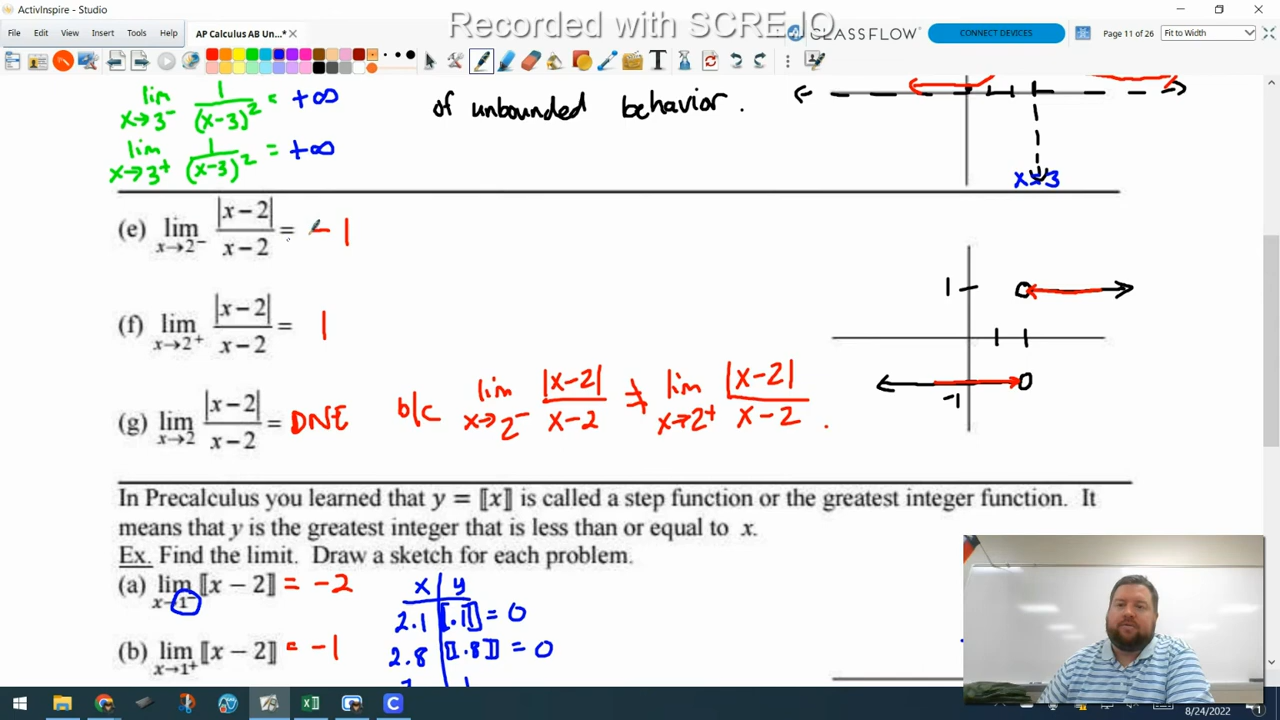 ActivInspire - Studio
Recorded with SCREENCAST
File Edit View Insert Tools Help
AP Calculus AB Un...*
CLASSFLOW
CONNECT DEVICES
Page 11 of 26
Fit to Width
lim x→3⁻ 1/(x-3)² = +∞
of unbounded behavior.
lim x→3⁺ 1/(x-3)² = +∞
x=3
(e) lim x→2⁻ |x-2|/x-2 = -1
1
(f) lim x→2⁺ |x-2|/x-2 = 1
-1
(g) lim x→2 |x-2|/x-2 = DNE b/c lim x→2⁻ |x-2|/x-2 ≠ lim x→2⁺ |x-2|/x-2 .
In Precalculus you learned that y = ⟦x⟧ is called a step function or the greatest integer function. It
means that y is the greatest integer that is less than or equal to x.
Ex. Find the limit. Draw a sketch for each problem.
(a) lim x→1⁻ ⟦x - 2⟧ = -2
x y
2.1 ⟦.1⟧ = 0
(b) lim x→1⁺ ⟦x - 2⟧ = -1
2.8 ⟦.8⟧ = 0
8/24/2022